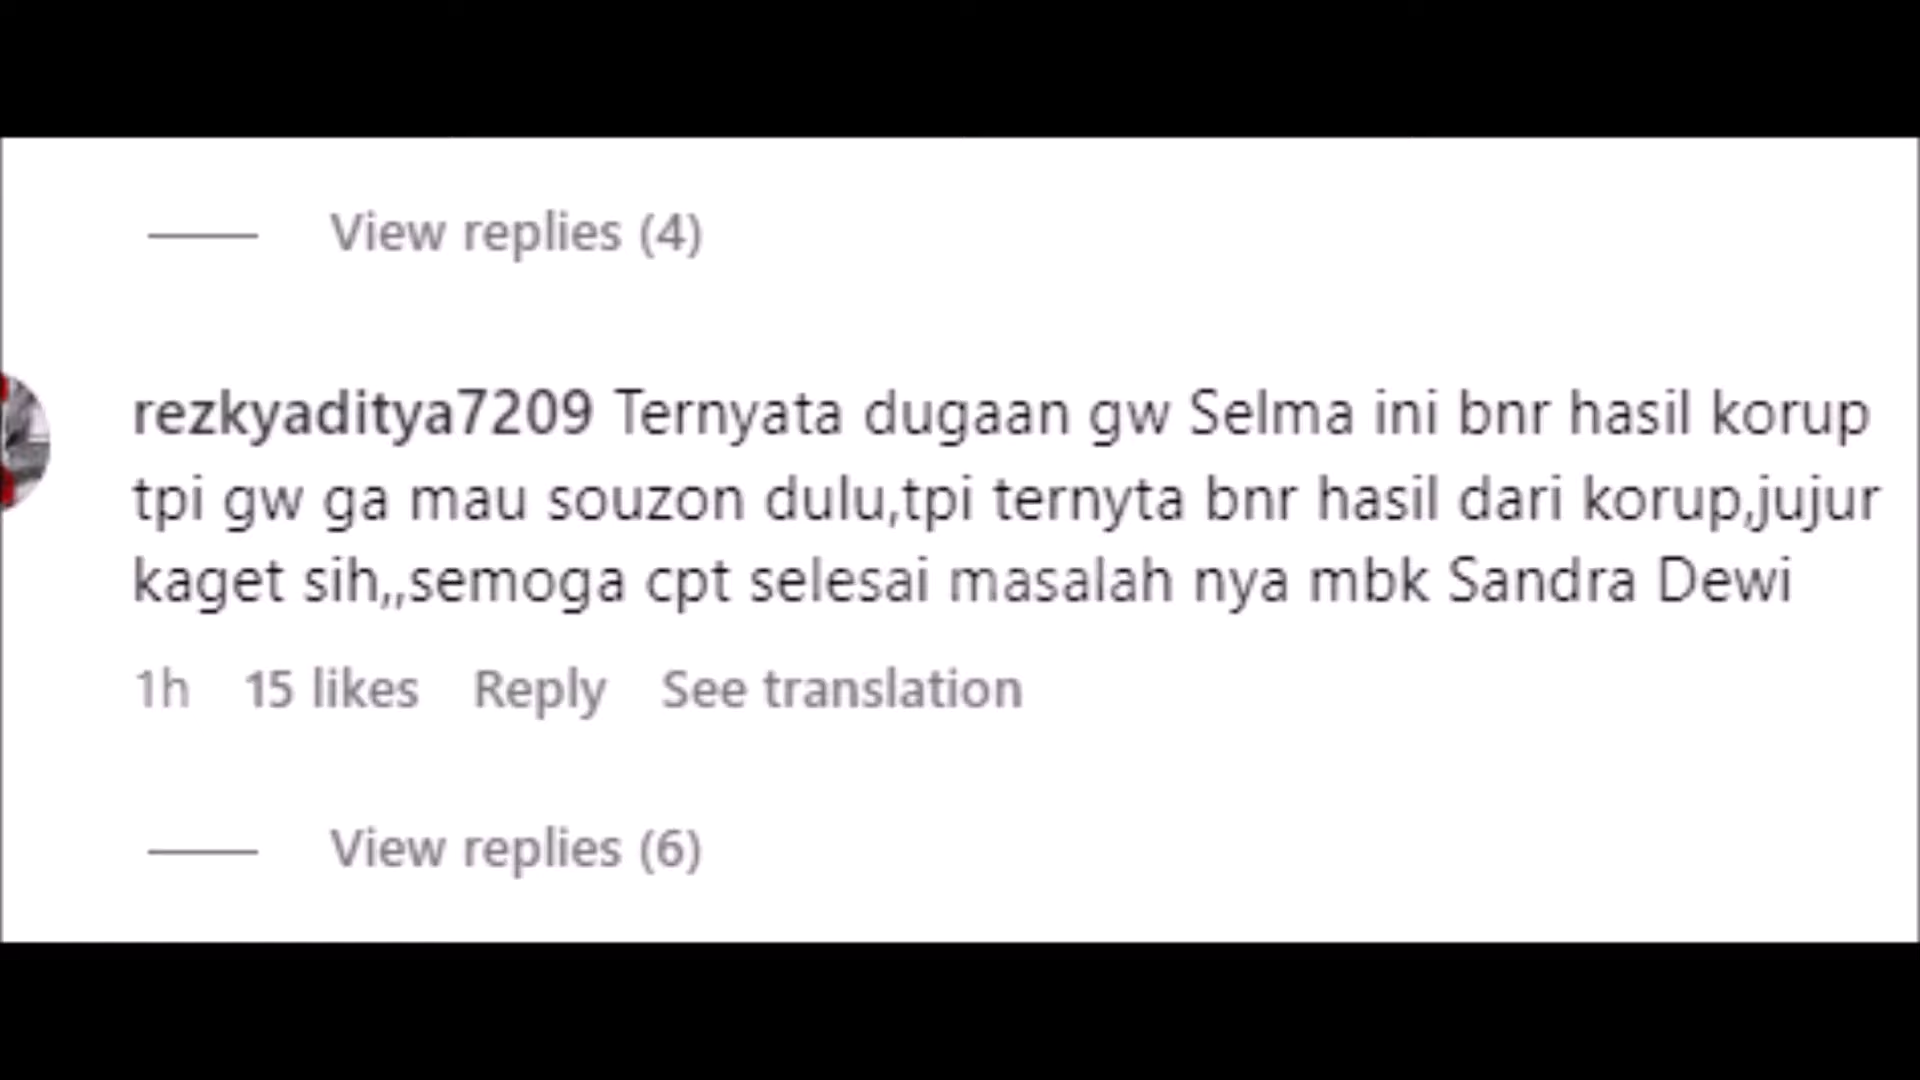 View replies (4)
rezkyaditya7209 Ternyata dugaan gw Selma ini bnr hasil korup
tpi gw ga mau souzon dulu,tpi ternyta bnr hasil dari korup,jujur
kaget sih,,semoga cpt selesai masalah nya mbk Sandra Dewi
1h 15 likes Reply See translation
View replies (6)